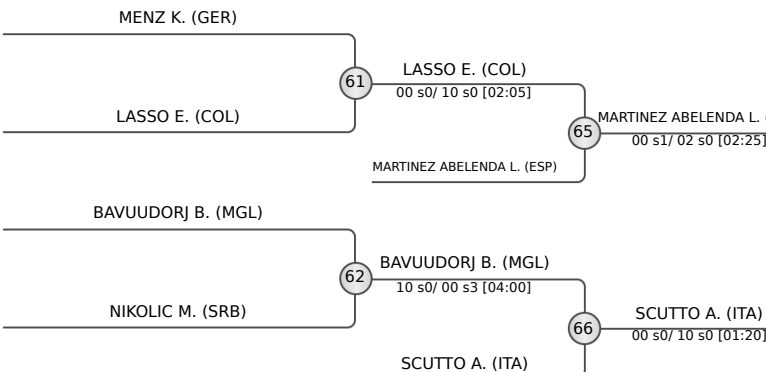 MENZ K. (GER)
61
LASSO E. (COL)
00 s0/ 10 s0 [02:05]
LASSO E. (COL)
65
MARTINEZ ABELENDA L.
00 s1/ 02 s0 [02:25]
MARTINEZ ABELENDA L. (ESP)
BAVUUDORJ B. (MGL)
62
BAVUUDORJ B. (MGL)
10 s0/ 00 s3 [04:00]
NIKOLIC M. (SRB)
66
SCUTTO A. (ITA)
00 s0/ 10 s0 [01:20]
SCUTTO A. (ITA)